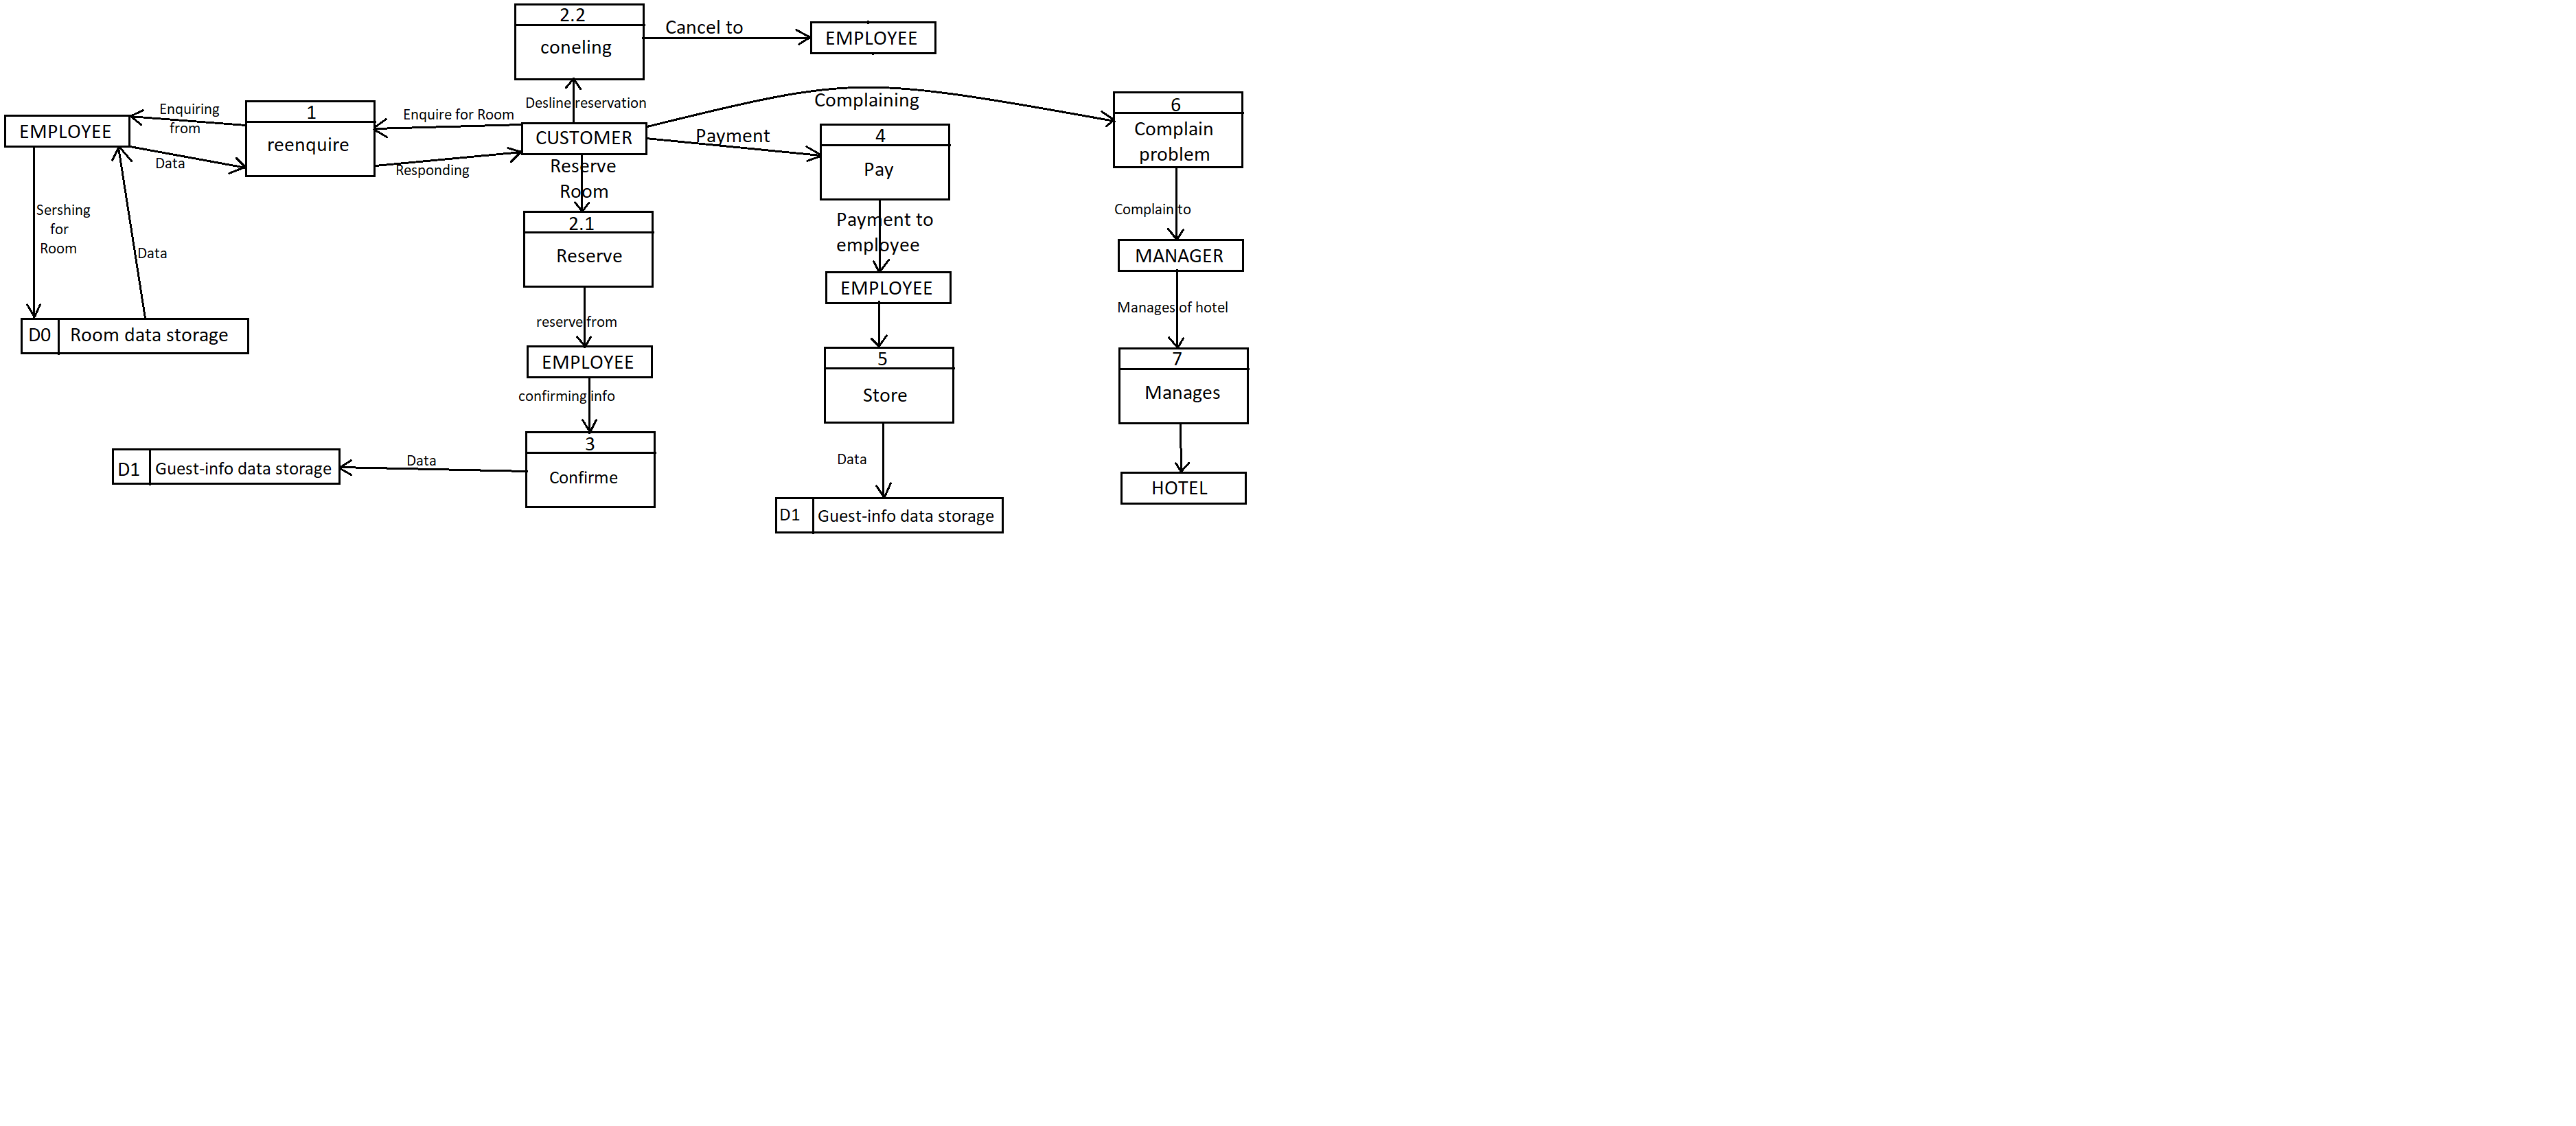 2.2
coneling
Cancel to
EMPLOYEE
Desline reservation
Complaining
6
Complain
problem
EMPLOYEE
Enquiring
from
1
reenquire
Enquire for Room
CUSTOMER
Payment
4
Pay
Data
Responding
Reserve
Room
Sershing
for
Room
Data
2.1
Reserve
Payment to
employee
Complain to
MANAGER
EMPLOYEE
Manages of hotel
D0
Room data storage
reserve from
EMPLOYEE
5
Store
7
Manages
confirming info
3
Confirme
Data
D1
Guest-info data storage
Data
HOTEL
D1
Guest-info data storage